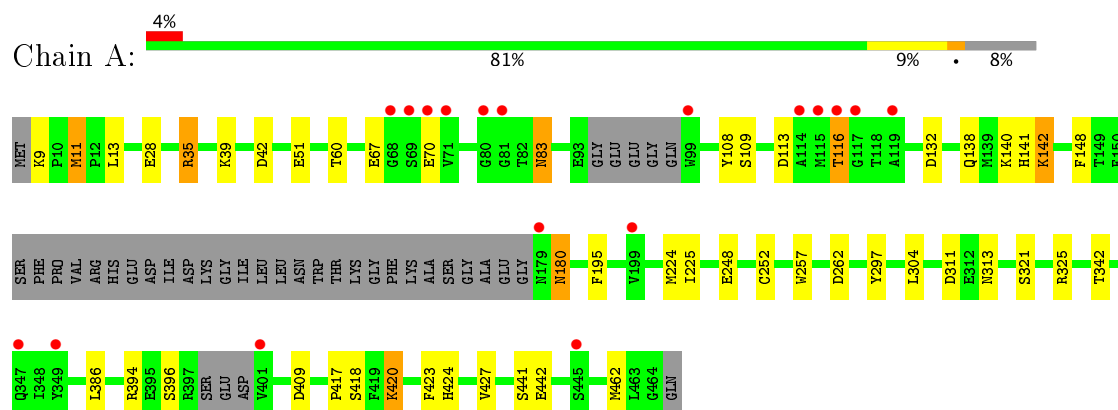 4%
Chain A:
81% 9% • 8%
MET K9 P10 M11 P12 L13 E28 R35 K39 D42 E51 T60 E67 G68 S69 E70 V71 G80 G81 T82 N83 E93 GLY GLU GLU GLY GLN W99 Y108 S109 D113 A114 M115 T116 G117 T118 A119 D132 Q138 M139 K140 H141 K142 F148 T149 E150
SER PHE PRO VAL ARG HIS GLU ASP ILE ASP LYS GLY ILE LEU LEU ASN TRP THR LYS GLY PHE LYS ALA SER GLY ALA GLU GLY N179 N180 F195 V199 M224 I225 E248 C252 W257 D262 Y297 L304 D311 E312 N313 S321 R325 T342
Q347 I348 Y349 L386 R394 E395 S396 R397 SER GLU ASP V401 D409 P417 S418 F419 K420 F423 H424 V427 S441 E442 S445 M462 L463 G464 GLN